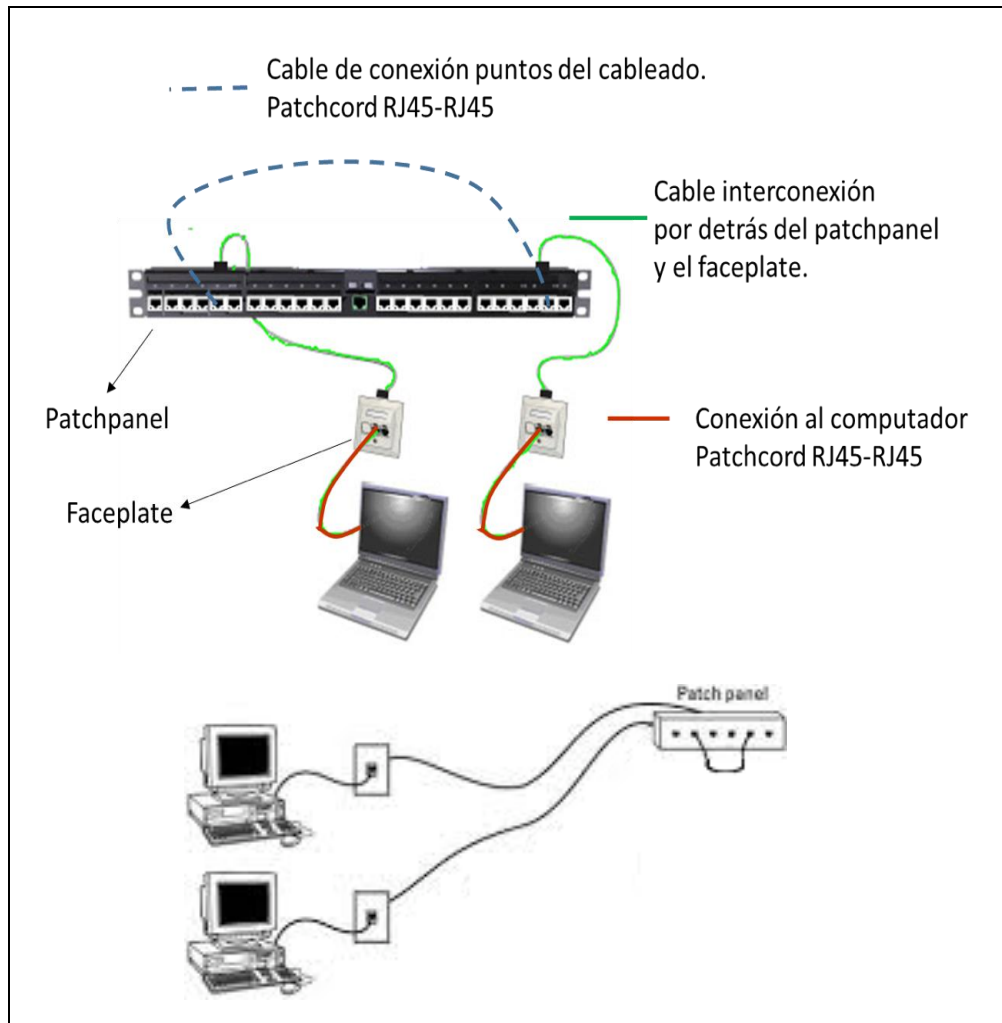 Cable de conexión puntos del cableado.
Patchcord RJ45-RJ45
Cable interconexión
por detrás del patchpanel
y el faceplate.
Patchpanel
Conexión al computador
Patchcord RJ45-RJ45
Faceplate
Patch panel